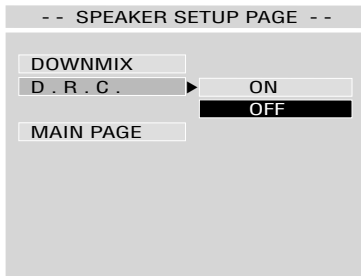 - - SPEAKER SETUP PAGE - -
DOWNMIX
D . R . C . ON
OFF
MAIN PAGE